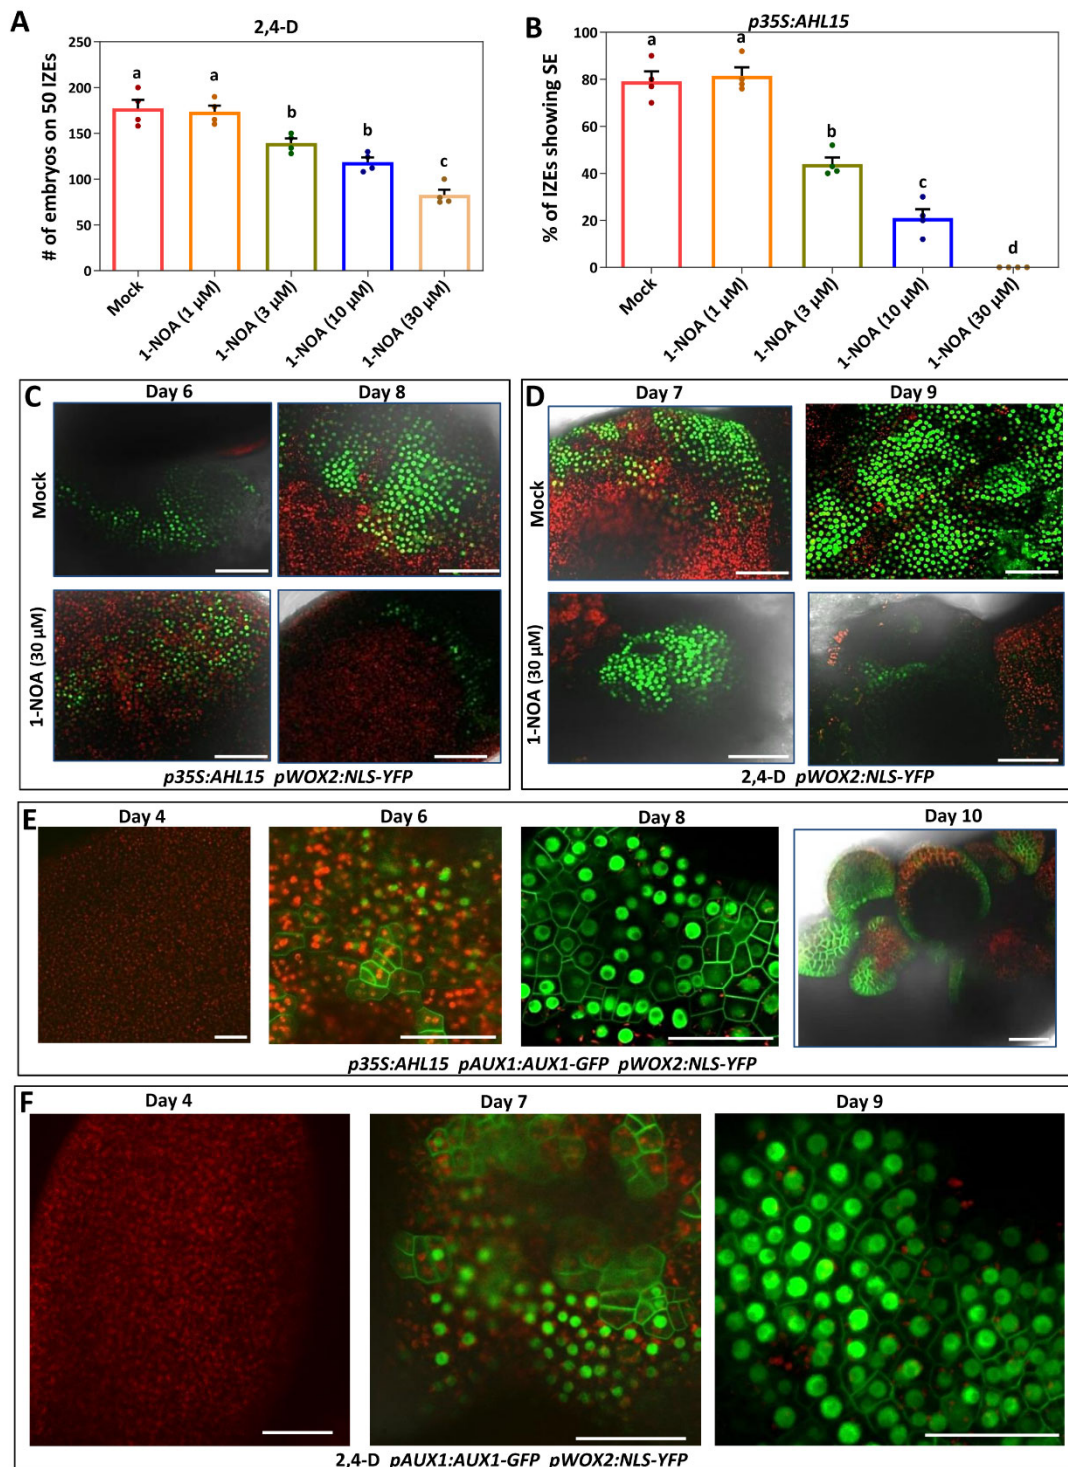 A
2,4-D
# of embryos on 50 IZEs
250
200
150
100
50
0
a
a
b
b
c
Mock
1-NOA (1 µM)
1-NOA (3 µM)
1-NOA (10 µM)
1-NOA (30 µM)
B
p35S:AHL15
% of IZEs showing SE
100
80
60
40
20
0
a
a
b
c
d
Mock
1-NOA (1 µM)
1-NOA (3 µM)
1-NOA (10 µM)
1-NOA (30 µM)
C
Day 6
Day 8
Mock
1-NOA (30 µM)
p35S:AHL15 pWOX2:NLS-YFP
D
Day 7
Day 9
Mock
1-NOA (30 µM)
2,4-D pWOX2:NLS-YFP
E
Day 4
Day 6
Day 8
Day 10
p35S:AHL15 pAUX1:AUX1-GFP pWOX2:NLS-YFP
F
Day 4
Day 7
Day 9
2,4-D pAUX1:AUX1-GFP pWOX2:NLS-YFP